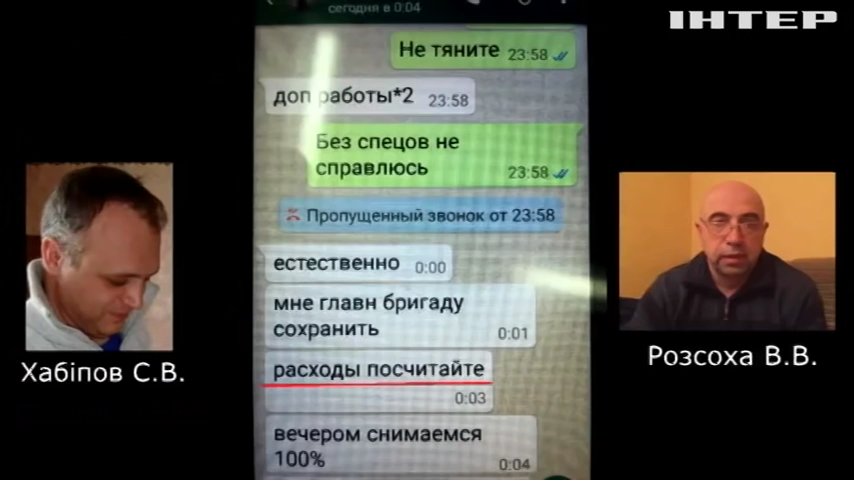 сегодня в 0:04
ІНТЕР
Не тяните 23:58
доп работы*2 23:58
Без спецов не
справлюсь 23:58
Пропущенный звонок от 23:58
естественно 0:00
мне главн бригаду
сохранить 0:01
расходы посчитайте
0:03
вечером снимаемся
100% 0:04
Хабіпов С.В.
Розсоха В.В.